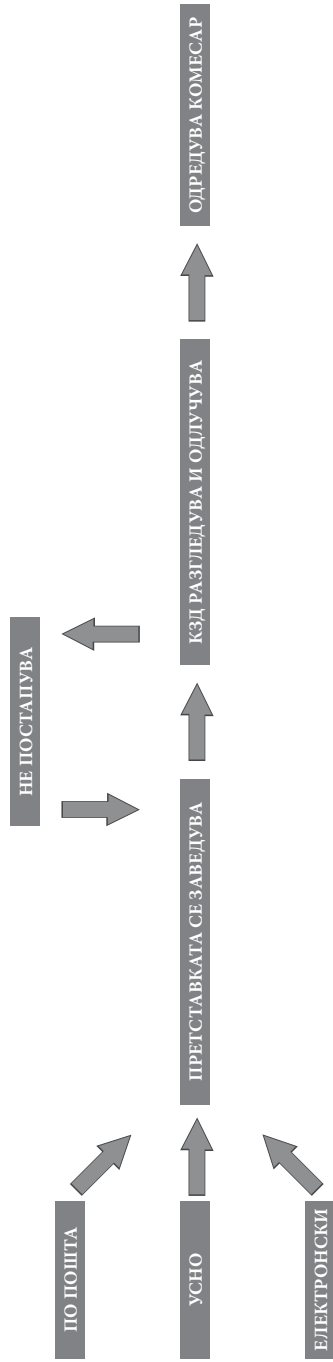 ПО ПОШТА
УСНО
ЕЛЕКТРОНСКИ
ПРЕТСТАВКАТА СЕ ЗАВЕДУВА
НЕ ПОСТАПУВА
КЗД РАЗГЛЕДУВА И ОДЛУЧУВА
ОДРЕДУВА КОМЕСАР